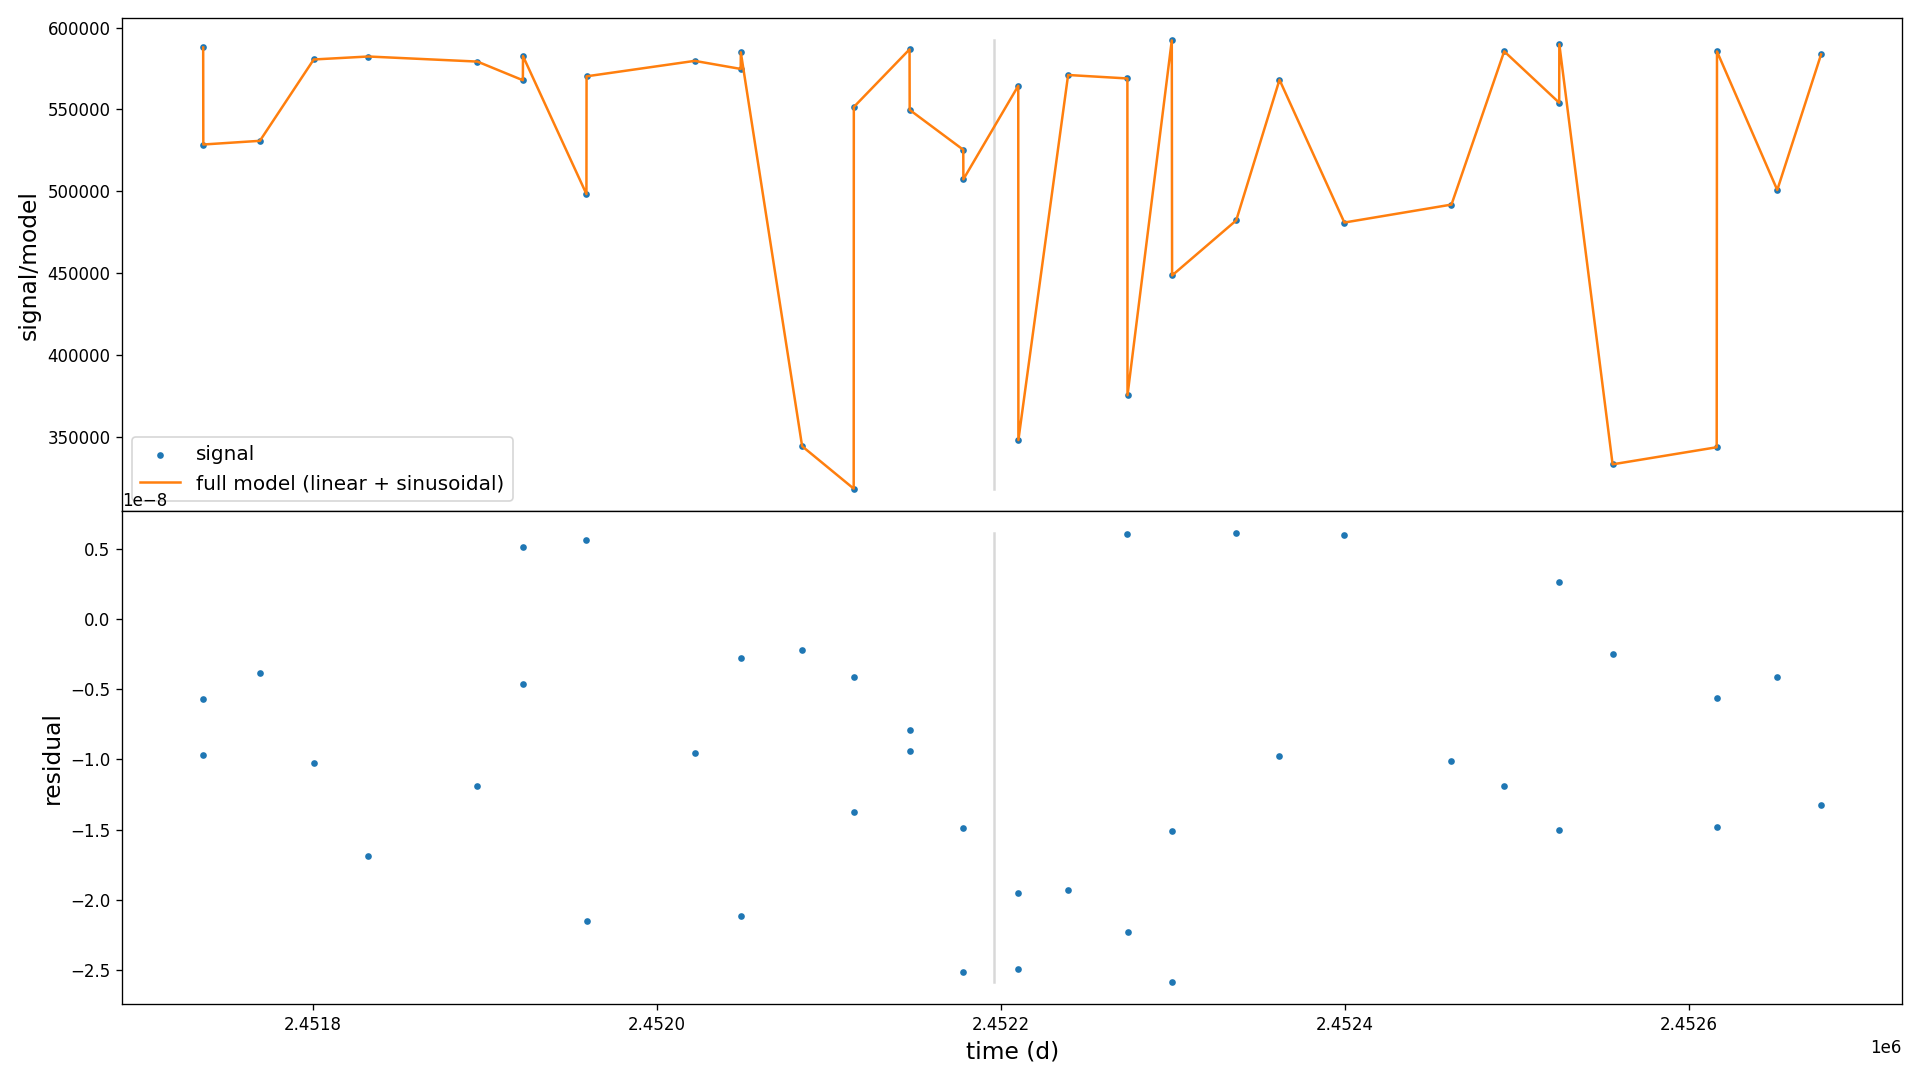 600000
550000
500000
450000
400000
350000
signal/model
signal
full model (linear + sinusoidal)
1e−8
0.5
0.0
−0.5
−1.0
−1.5
−2.0
−2.5
residual
2.4518
2.4520
2.4522
2.4524
2.4526
1e6
time (d)